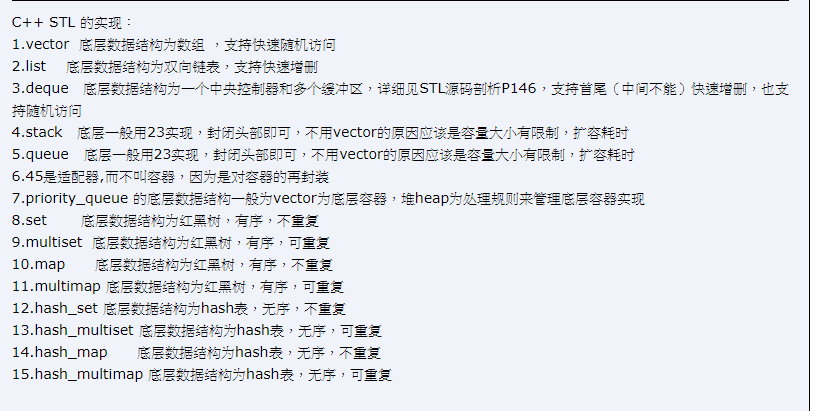 C++ STL 的实现：
1.vector  底层数据结构为数组 ，支持快速随机访问
2.list    底层数据结构为双向链表，支持快速增删
3.deque   底层数据结构为一个中央控制器和多个缓冲区，详细见STL源码剖析P146，支持首尾（中间不能）快速增删，也支
持随机访问
4.stack   底层一般用23实现，封闭头部即可，不用vector的原因应该是容量大小有限制，扩容耗时
5.queue   底层一般用23实现，封闭头部即可，不用vector的原因应该是容量大小有限制，扩容耗时
6.45是适配器,而不叫容器，因为是对容器的再封装
7.priority_queue 的底层数据结构一般为vector为底层容器，堆heap为处理规则来管理底层容器实现
8.set       底层数据结构为红黑树，有序，不重复
9.multiset  底层数据结构为红黑树，有序，可重复
10.map      底层数据结构为红黑树，有序，不重复
11.multimap 底层数据结构为红黑树，有序，可重复
12.hash_set 底层数据结构为hash表，无序，不重复
13.hash_multiset 底层数据结构为hash表，无序，可重复
14.hash_map      底层数据结构为hash表，无序，不重复
15.hash_multimap 底层数据结构为hash表，无序，可重复